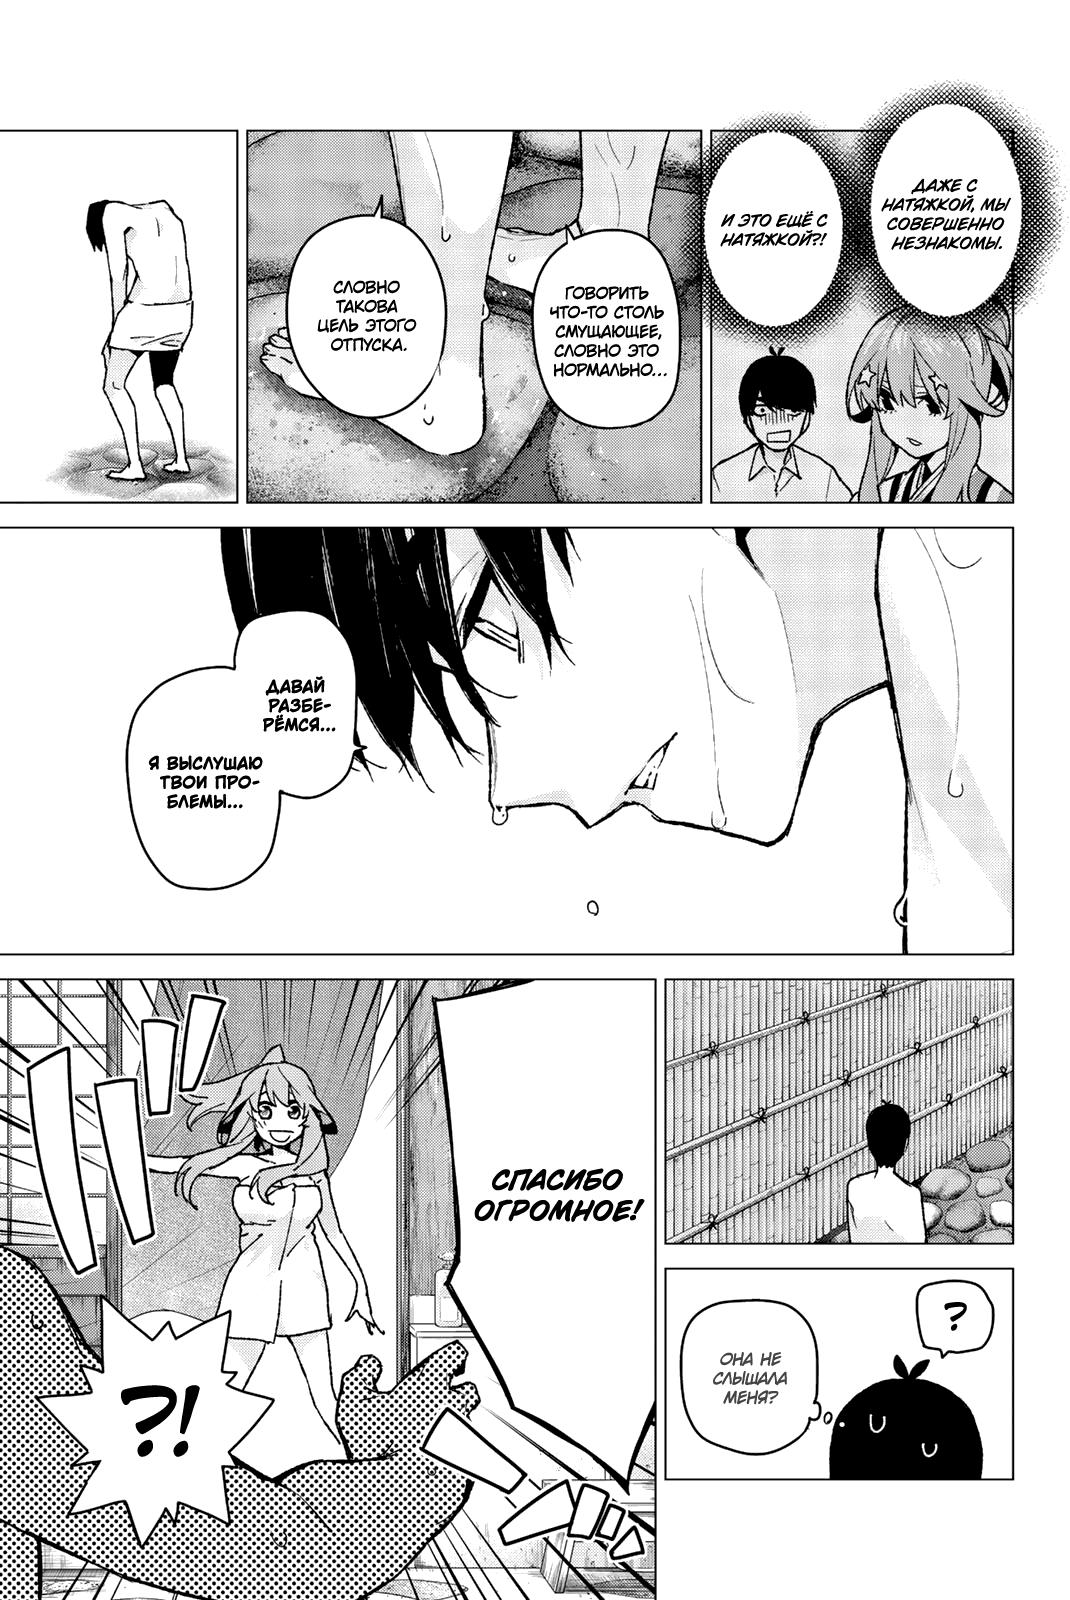 ДАЖЕ С
НАТЯЖКОЙ, МЫ
СОВЕРШЕННО
НЕЗНАКОМЫ.
И ЭТО ЕЩЁ С
НАТЯЖКОЙ?!
ГОВОРИТЬ
ЧТО-ТО СТОЛЬ
СМУЩАЮЩЕЕ,
СЛОВНО ЭТО
НОРМАЛЬНО...
СЛОВНО
ТАКОВА
ЦЕЛЬ ЭТОГО
ОТПУСКА.
ДАВАЙ
РАЗБЕ-
РЁМСЯ...
Я ВЫСЛУШАЮ
ТВОИ ПРО-
БЛЕМЫ...
?
ОНА НЕ
СЛЫШАЛА
МЕНЯ?
СПАСИБО
ОГРОМНОЕ!
?!